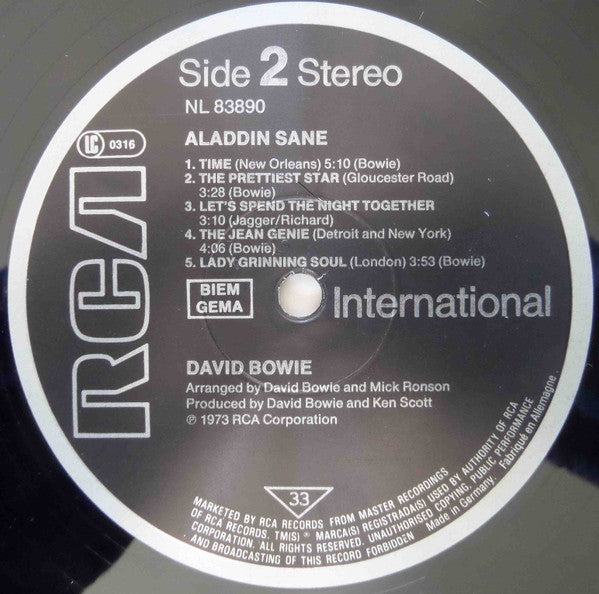 Side 2 Stereo
NL 83890
LC 0316
ALADDIN SANE
1. TIME (New Orleans) 5:10 (Bowie)
2. THE PRETTIEST STAR (Gloucester Road)
3:28 (Bowie)
3. LET'S SPEND THE NIGHT TOGETHER
3:10 (Jagger/Richard)
4. THE JEAN GENIE (Detroit and New York)
4:06 (Bowie)
5. LADY GRINNING SOUL (London) 3:53 (Bowie)
RCA
BIEM
GEMA
International
DAVID BOWIE
Arranged by David Bowie and Mick Ronson
Produced by David Bowie and Ken Scott
℗ 1973 RCA Corporation
33
MARKETED BY RCA RECORDS FROM MASTER RECORDINGS
OF RCA RECORDS. TM(S) ® MARCA(S) REGISTRADA(S) USED BY AUTHORITY OF RCA
CORPORATION. ALL RIGHTS RESERVED. UNAUTHORISED COPYING, PUBLIC PERFORMANCE
AND BROADCASTING OF THIS RECORD FORBIDDEN
Made in Germany. Fabriqué en Allemagne.